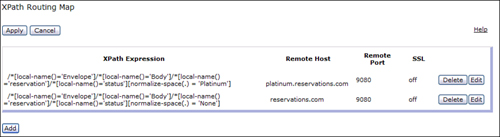 XPath Routing Map
Apply Cancel
Help
XPath Expression Remote Host Remote Port SSL
/*[local-name()='Envelope']/*[local-name()='Body']/*[local-name()
='reservation']/*[local-name()='status'][normalize-space(.) = 'Platinum'] platinum.reservations.com 9080 off Delete Edit
/*[local-name()='Envelope']/*[local-name()='Body']/*[local-name()
='reservation']/*[local-name()='status'][normalize-space(.) = 'None'] reservations.com 9080 off Delete Edit
Add